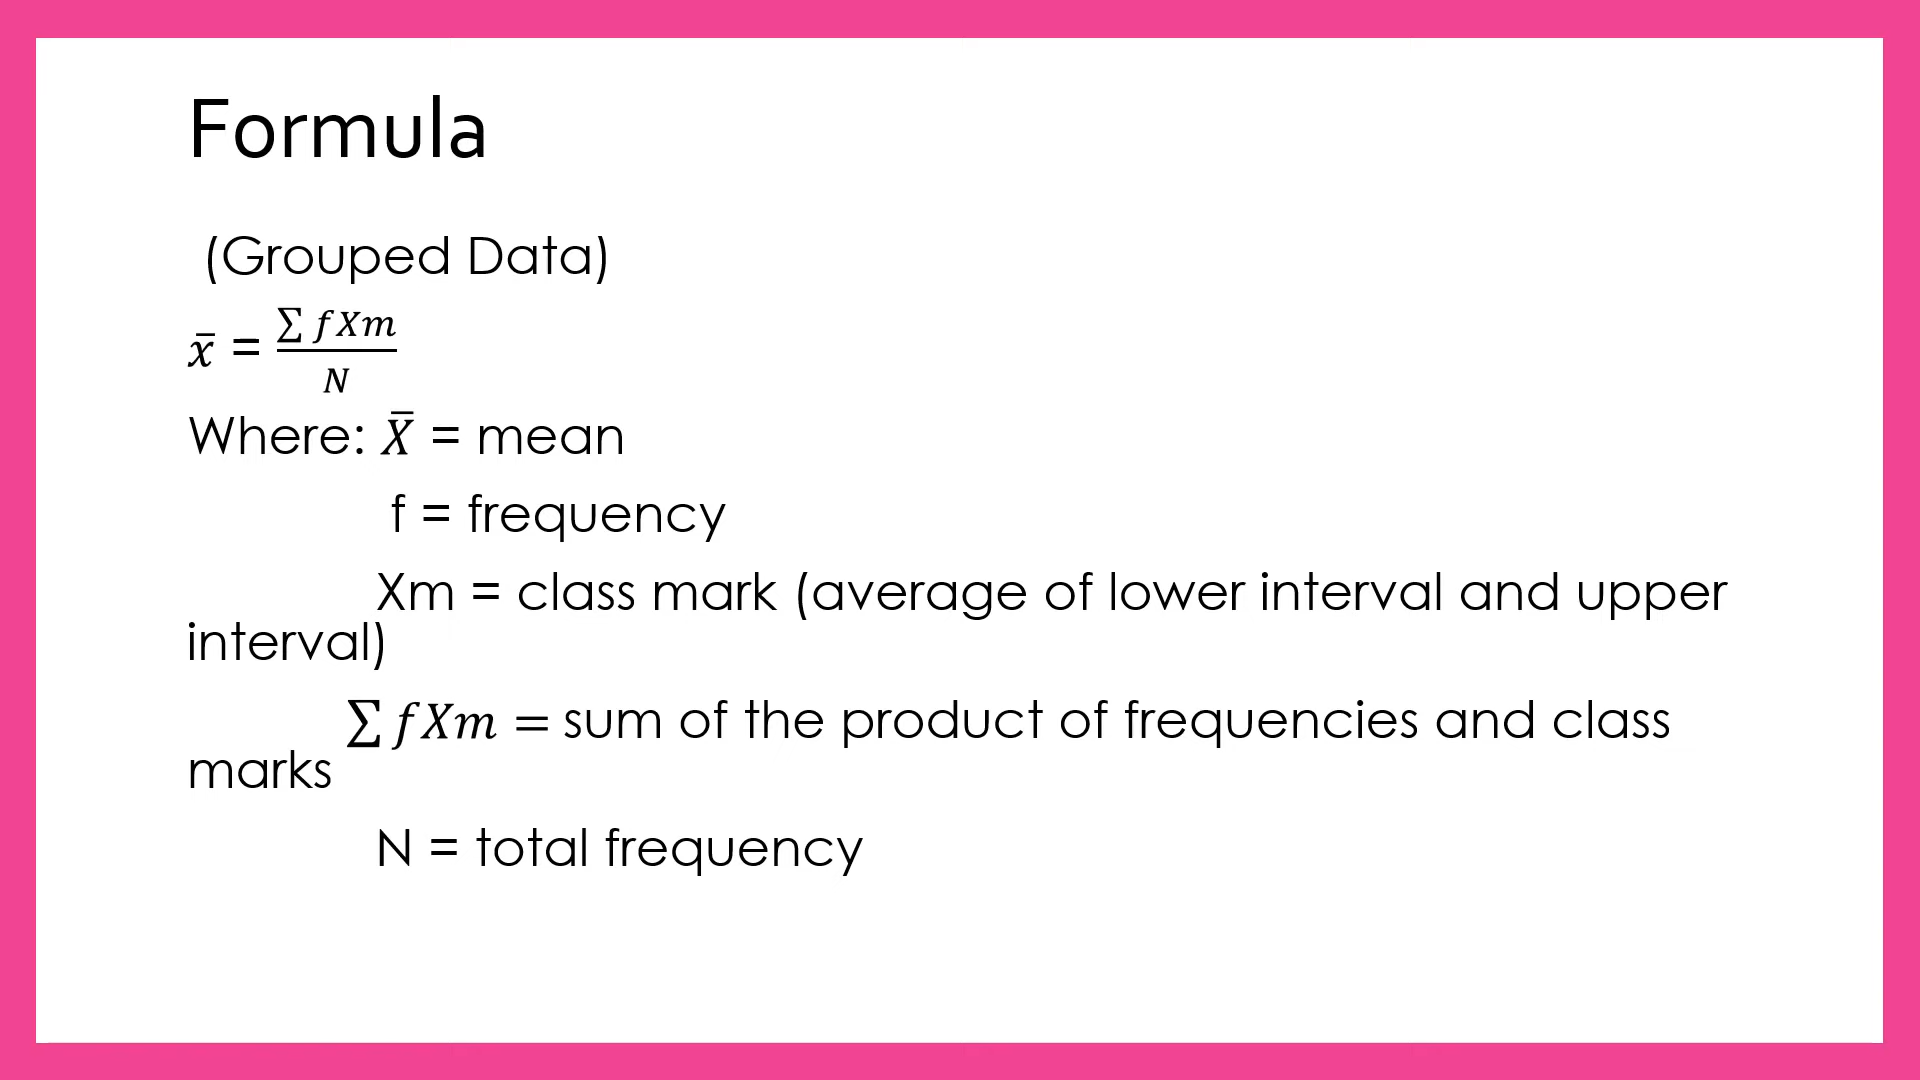 Formula
(Grouped Data)
x̄ = ∑ fXm / N
Where: X̄ = mean
f = frequency
Xm = class mark (average of lower interval and upper
interval)
∑ fXm = sum of the product of frequencies and class
marks
N = total frequency